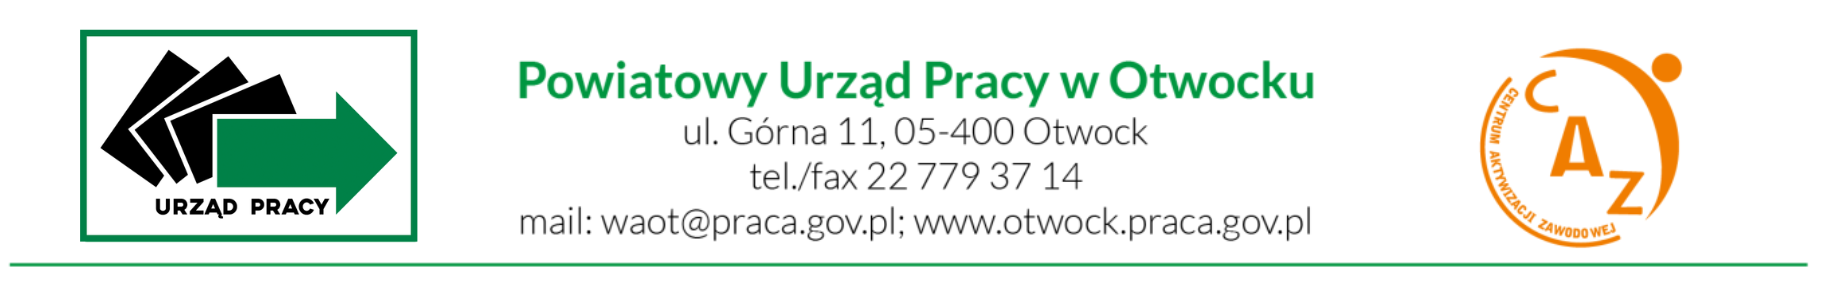 URZĄD PRACY
Powiatowy Urząd Pracy w Otwocku
ul. Górna 11, 05-400 Otwock
tel./fax 22 779 37 14
mail: waot@praca.gov.pl; www.otwock.praca.gov.pl
CAZ
CENTRUM AKTYWIZACJI ZAWODOWEJ